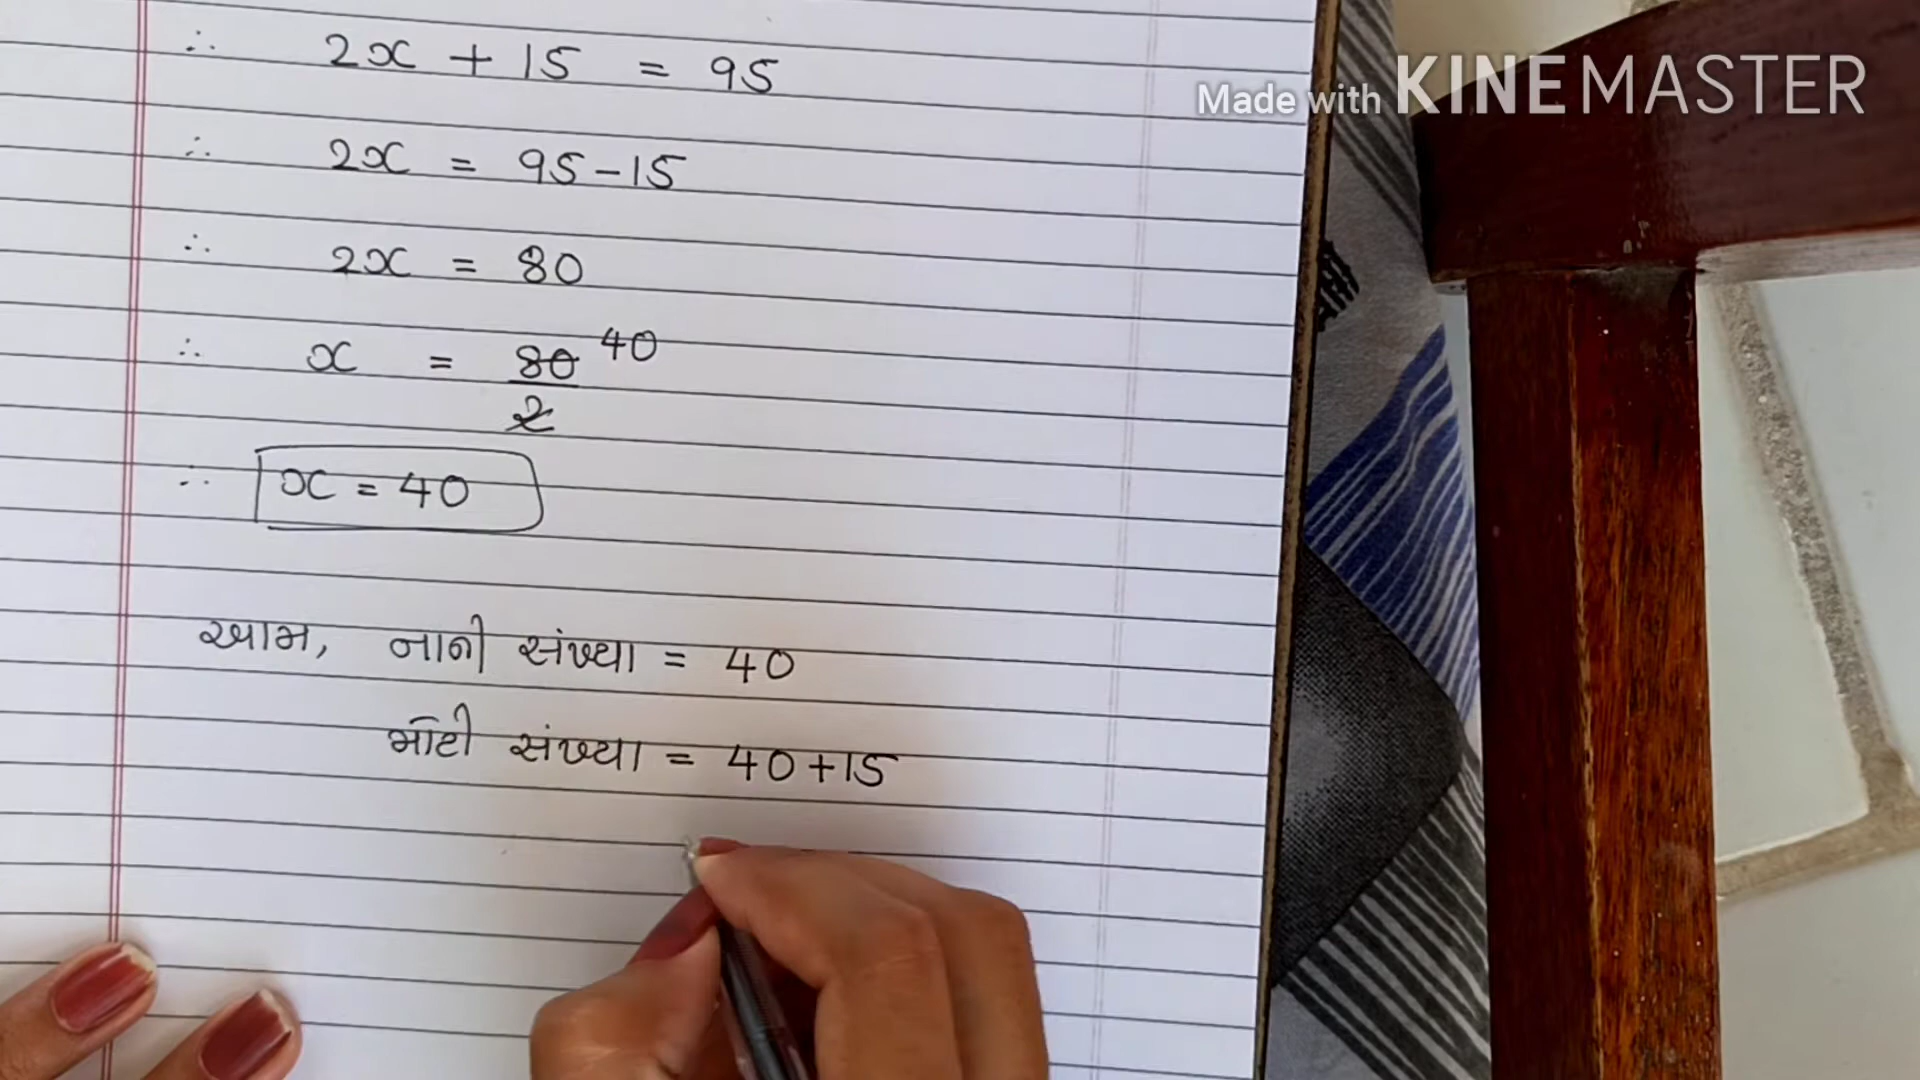 ∴ 2x + 15 = 95
Made with KINEMASTER
∴ 2x = 95 - 15
∴ 2x = 80
∴ x = 80/2 40
∴ x = 40
આમ, નાની સંખ્યા = 40
મોટી સંખ્યા = 40 + 15